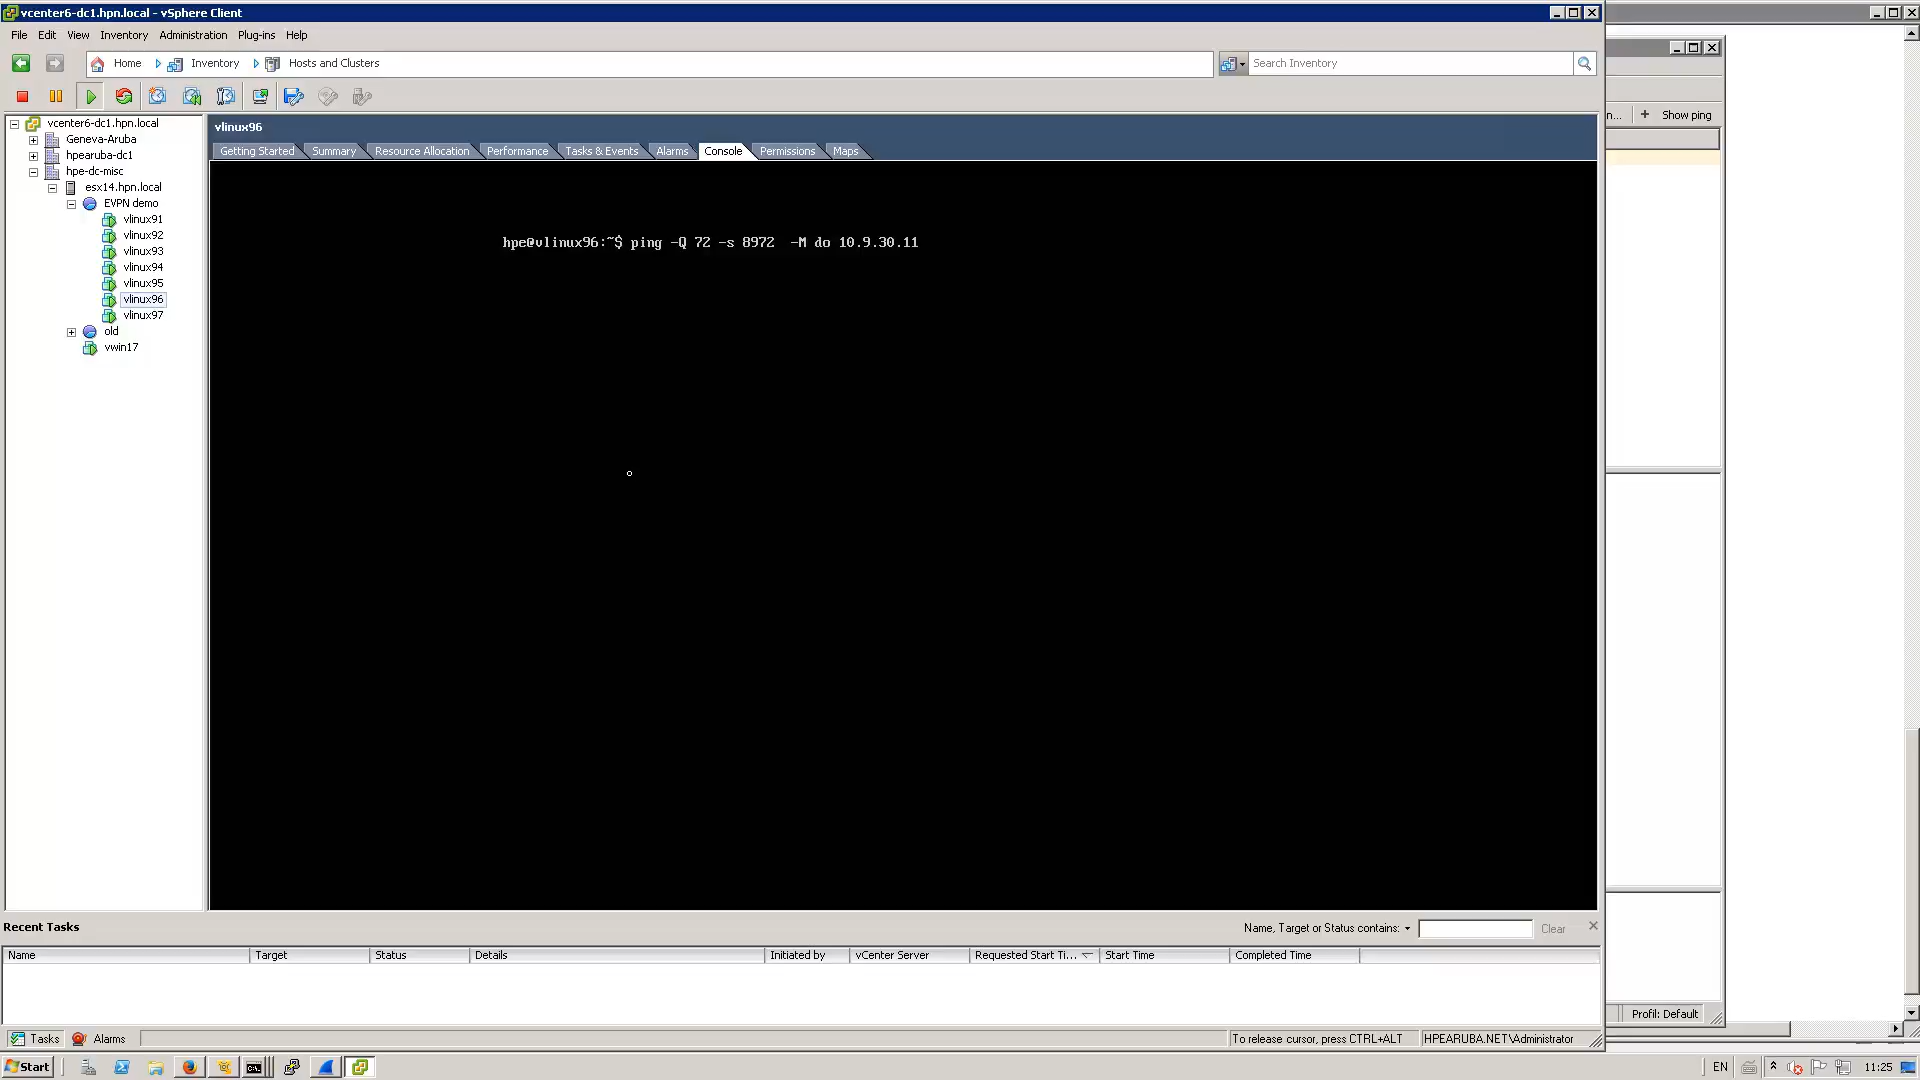 vcenter6-dc1.hpn.local - vSphere Client
File Edit View Inventory Administration Plug-ins Help
Home Inventory Hosts and Clusters Search Inventory
n... + Show ping
vcenter6-dc1.hpn.local
Geneva-Aruba
hpearuba-dc1
hpe-dc-misc
esx14.hpn.local
EVPN demo
vlinux91
vlinux92
vlinux93
vlinux94
vlinux95
vlinux96
vlinux97
old
vwin17
vlinux96
Getting Started Summary Resource Allocation Performance Tasks & Events Alarms Console Permissions Maps
hpe@vlinux96:~$ ping -Q 72 -s 8972  -M do 10.9.30.11
Recent Tasks Name, Target or Status contains: Clear
Name Target Status Details Initiated by vCenter Server Requested Start Ti... Start Time Completed Time
Profil: Default
Tasks Alarms To release cursor, press CTRL+ALT HPEARUBA.NET\Administrator
Start EN 11:25